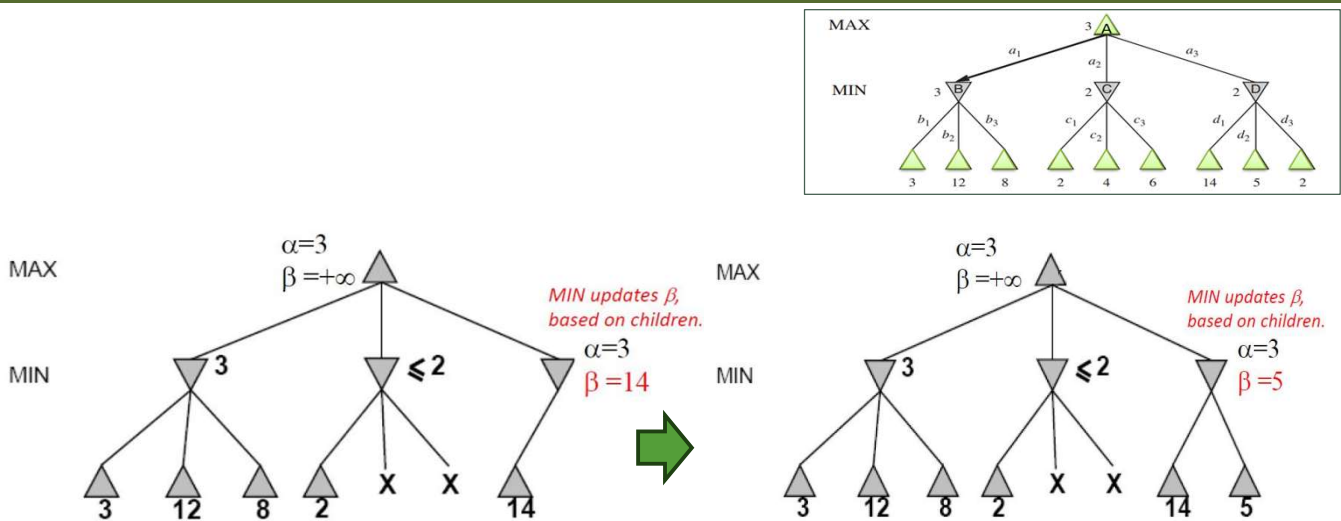 MAX
3 A
a1 a2 a3
MIN
3 B 2 C 2 D
b1 b2 b3 c1 c2 c3 d1 d2 d3
3 12 8 2 4 6 14 5 2
MAX
α=3
β =+∞
MIN updates β,
based on children.
MIN
3
≤2
α=3
β =14
3 12 8 2 X X 14
MAX
α=3
β =+∞
MIN updates β,
based on children.
MIN
3
≤2
α=3
β =5
3 12 8 2 X X 14 5